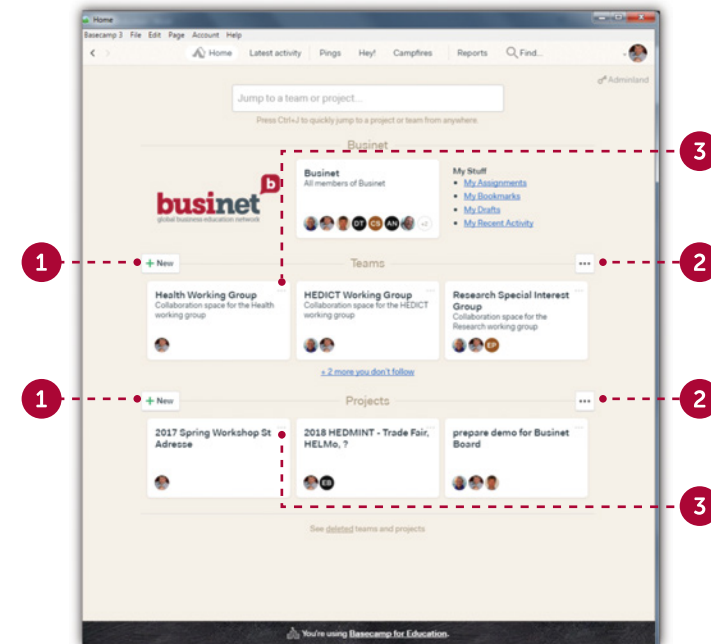 Home
Basecamp 3 File Edit Page Account Help
Home Latest activity Pings Hey! Campfires Reports Find...
Adminland
Jump to a team or project...
Press Ctrl+J to quickly jump to a project or team from anywhere.
Businet
3
businet b
global business education network
Businet
All members of Businet
DT CS AN +2
My Stuff
• My Assignments
• My Bookmarks
• My Drafts
• My Recent Activity
1
+ New
Teams
•••
2
Health Working Group
Collaboration space for the Health
working group
HEDICT Working Group
Collaboration space for the HEDICT
working group
Research Special Interest
Group
Collaboration space for the
Research working group
EP
+ 2 more you don't follow
1
+ New
Projects
•••
2
2017 Spring Workshop St
Adresse
2018 HEDMINT - Trade Fair,
HELMo, ?
EB
prepare demo for Businet
Board
3
See deleted teams and projects
You're using Basecamp for Education.